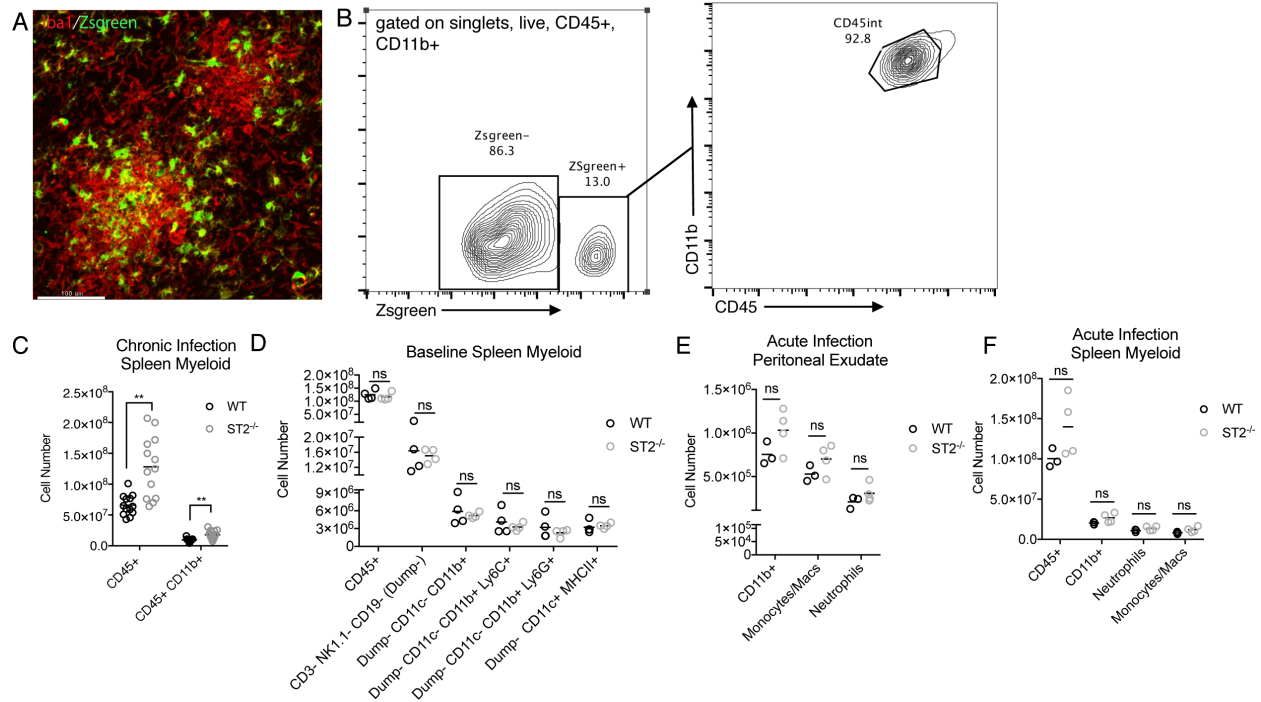 A
Iba1/Zsgreen
100 um
B
gated on singlets, live, CD45+,
CD11b+
Zsgreen-
86.3
ZSgreen+
13.0
Zsgreen
CD45int
92.8
CD11b
CD45
C
Chronic Infection
Spleen Myeloid
Cell Number
2.5×10⁸
2.0×10⁸
1.5×10⁸
1.0×10⁸
5.0×10⁷
0.0
**
**
WT
ST2⁻/⁻
CD45+
CD45+ CD11b+
D
Baseline Spleen Myeloid
Cell Number
2.0×10⁸
1.5×10⁸
1.0×10⁸
5.0×10⁷
2.0×10⁷
1.6×10⁷
1.2×10⁷
9×10⁶
6×10⁶
3×10⁶
0
ns
ns
ns
ns
ns
ns
WT
ST2⁻/⁻
CD45+
CD3- NK1.1- CD19- (Dump-)
Dump- CD11c- CD11b+
Dump- CD11c- CD11b+ Ly6C+
Dump- CD11c- CD11b+ Ly6G+
Dump- CD11c+ MHCII+
E
Acute Infection
Peritoneal Exudate
Cell Number
1.5×10⁶
1.0×10⁶
5.0×10⁵
1×10⁵
5×10⁴
0
ns
ns
ns
WT
ST2⁻/⁻
CD11b+
Monocytes/Macs
Neutrophils
F
Acute Infection
Spleen Myeloid
Cell Number
2.0×10⁸
1.5×10⁸
1.0×10⁸
5.0×10⁷
0.0
ns
ns
ns
ns
WT
ST2⁻/⁻
CD45+
CD11b+
Neutrophils
Monocytes/Macs